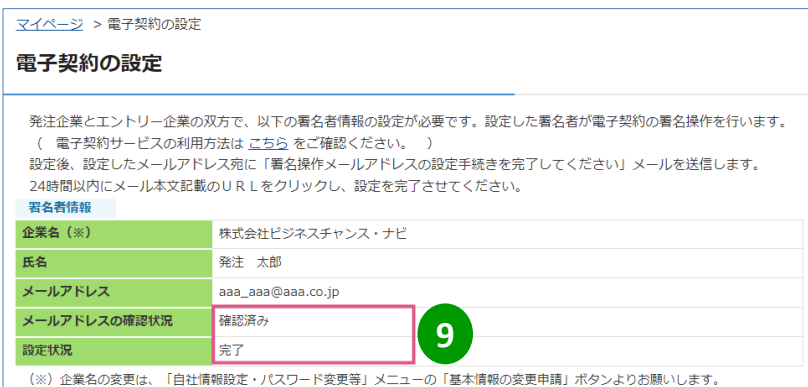 マイページ > 電子契約の設定
電子契約の設定
発注企業とエントリー企業の双方で、以下の署名者情報の設定が必要です。設定した署名者が電子契約の署名操作を行います。
（　電子契約サービスの利用方法は こちら をご確認ください。　）
設定後、設定したメールアドレス宛に「署名操作メールアドレスの設定手続きを完了してください」メールを送信します。
24時間以内にメール本文記載のＵＲＬをクリックし、設定を完了させてください。
署名者情報
企業名（※） 株式会社ビジネスチャンス・ナビ
氏名 発注　太郎
メールアドレス aaa_aaa@aaa.co.jp
メールアドレスの確認状況 確認済み
設定状況 完了
9
（※）企業名の変更は、「自社情報設定・パスワード変更等」メニューの「基本情報の変更申請」ボタンよりお願いします。